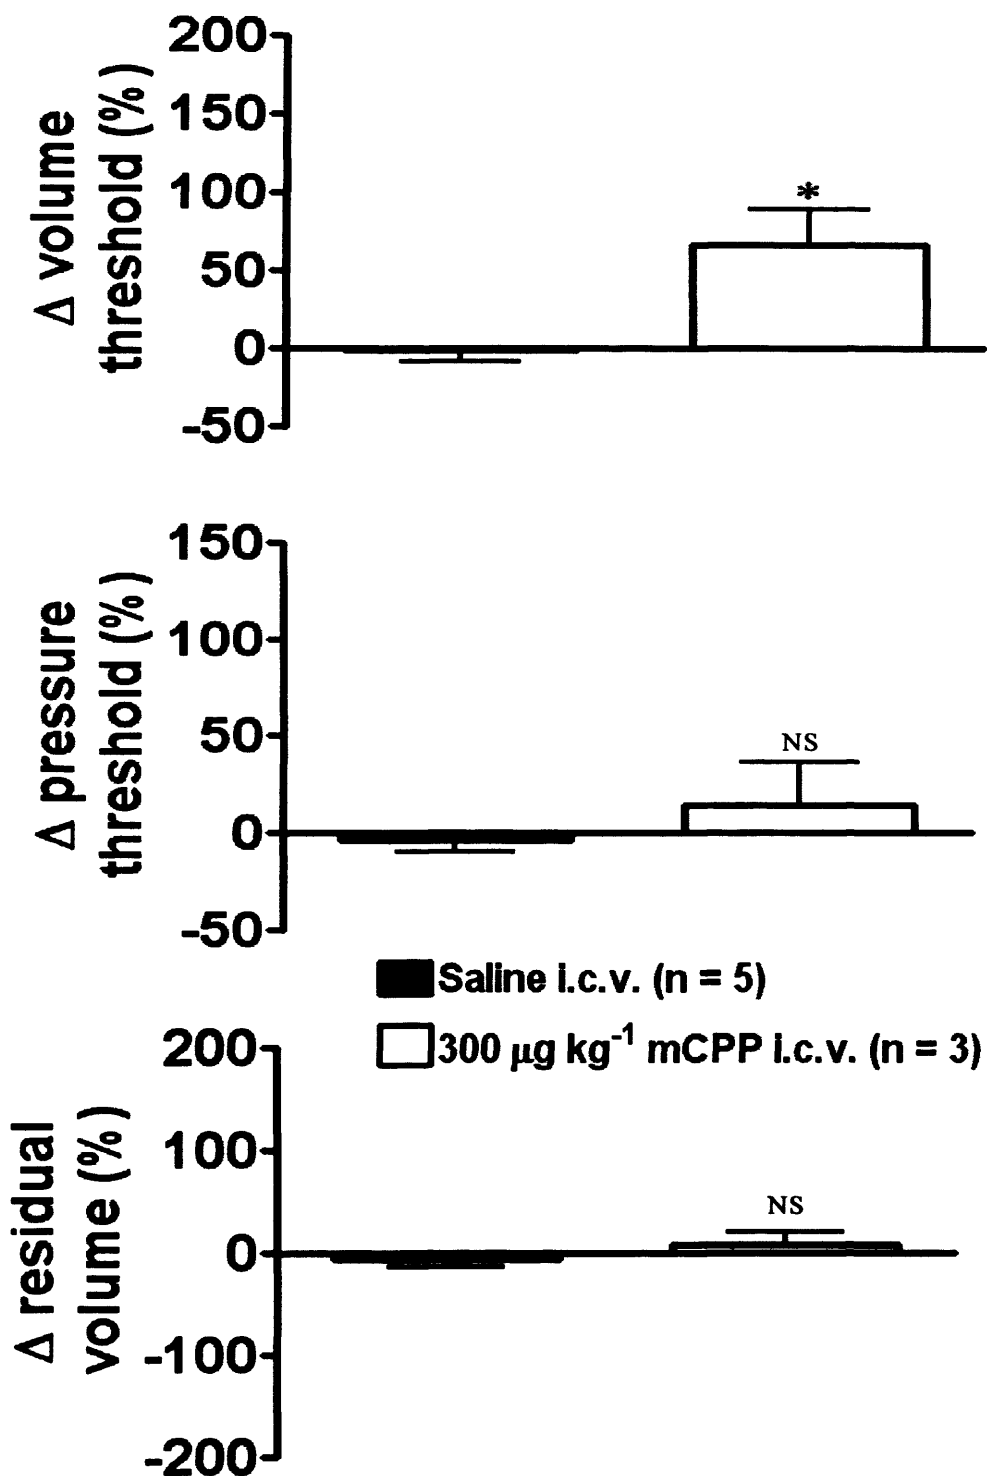 Δ volume
threshold (%)
200
150
100
50
0
-50
*
Δ pressure
threshold (%)
150
100
50
0
-50
NS
Saline i.c.v. (n = 5)
300 μg kg⁻¹ mCPP i.c.v. (n = 3)
Δ residual
volume (%)
200
100
0
-100
-200
NS